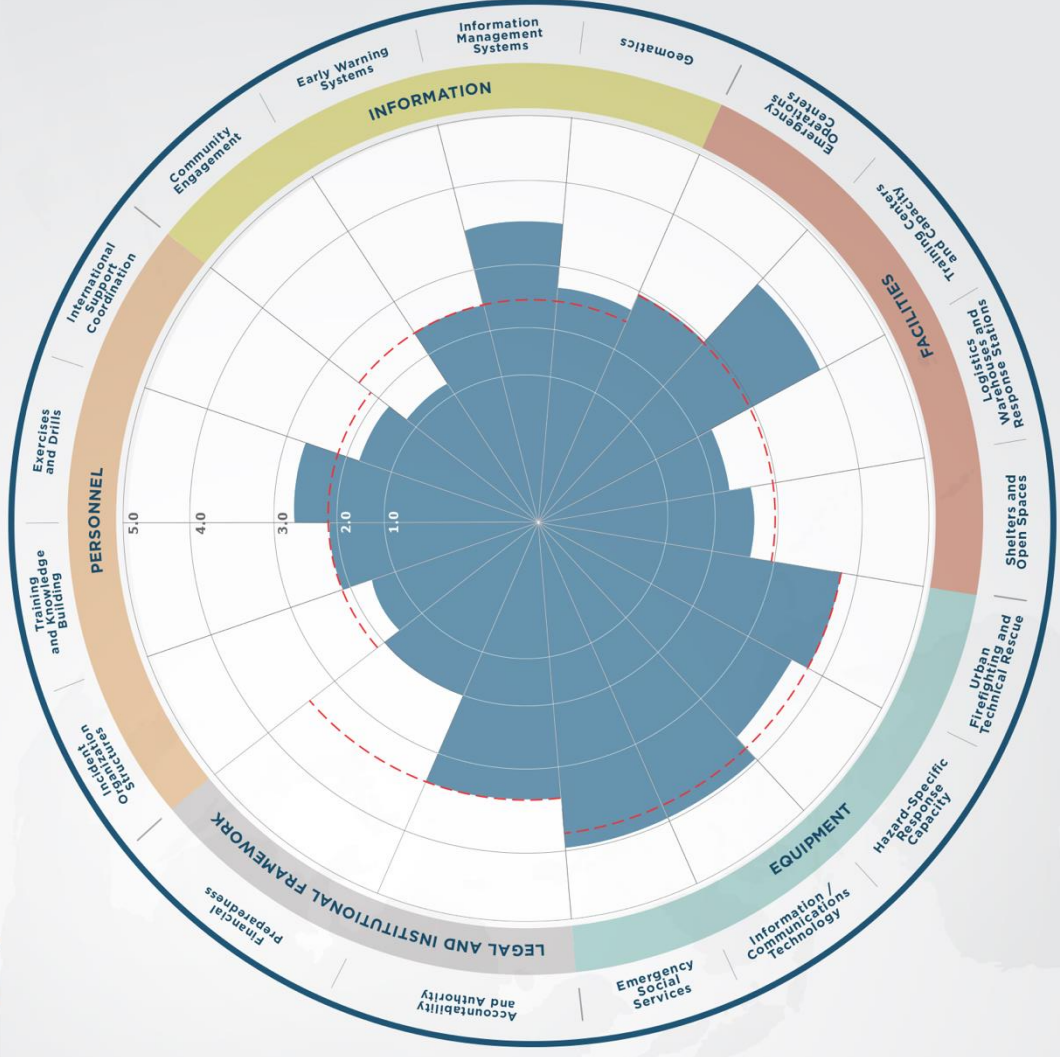 INFORMATION
Community
Engagement
Early Warning
Systems
Information
Management
Systems
Geomatics
FACILITIES
Emergency
Operations
Centers
Training Centers
and Capacity
Logistics and
Warehouses and
Response Stations
Shelters and
Open Spaces
EQUIPMENT
Urban
Firefighting and
Technical Rescue
Hazard-Specific
Response
Capacity
Information /
Communications
Technology
Emergency
Social
Services
LEGAL AND INSTITUTIONAL FRAMEWORK
Accountability
and Authority
Financial
Preparedness
PERSONNEL
Incident
Organization
Structures
Training
and Knowledge
Building
Exercises
and Drills
International
Support
Coordination
5.0
4.0
3.0
2.0
1.0